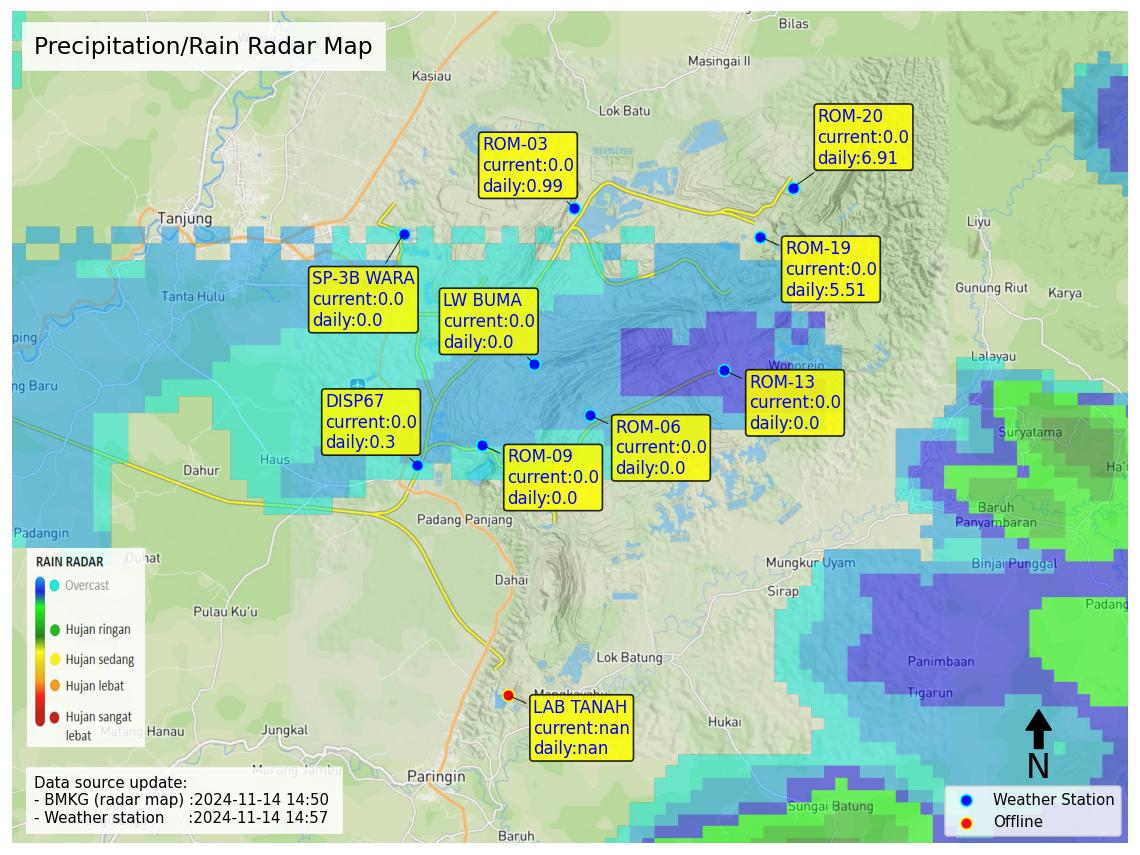 Precipitation/Rain Radar Map
Bilas
Masingai II
Kasiau
Lok Batu
ROM-20
current:0.0
daily:6.91
ROM-03
current:0.0
daily:0.99
Tanjung
Liyu
ROM-19
current:0.0
daily:5.51
SP-3B WARA
current:0.0
daily:0.0
Tanta Hulu
Gunung Riut
Karya
LW BUMA
current:0.0
daily:0.0
ping
Lalayau
Wonorejo
ng Baru
ROM-13
current:0.0
daily:0.0
DISP67
current:0.0
daily:0.3
ROM-06
current:0.0
daily:0.0
Suryatama
Haus
Dahur
ROM-09
current:0.0
daily:0.0
Ha'u
Baruh
Panyambaran
Padang Panjang
Padangin
Duhat
Mungkur Uyam
Binjai Punggal
RAIN RADAR
Overcast
Hujan ringan
Hujan sedang
Hujan lebat
Hujan sangat
lebat
Dahai
Sirap
Pulau Ku'u
Padang
Lok Batung
Panimbaan
Tigarun
Mangkayahu
LAB TANAH
current:nan
daily:nan
Hukai
Matang Hanau
Jungkal
Murung Jambu
Paringin
N
Data source update:
- BMKG (radar map) :2024-11-14 14:50
- Weather station :2024-11-14 14:57
Sungai Batung
Weather Station
Offline
Baruh